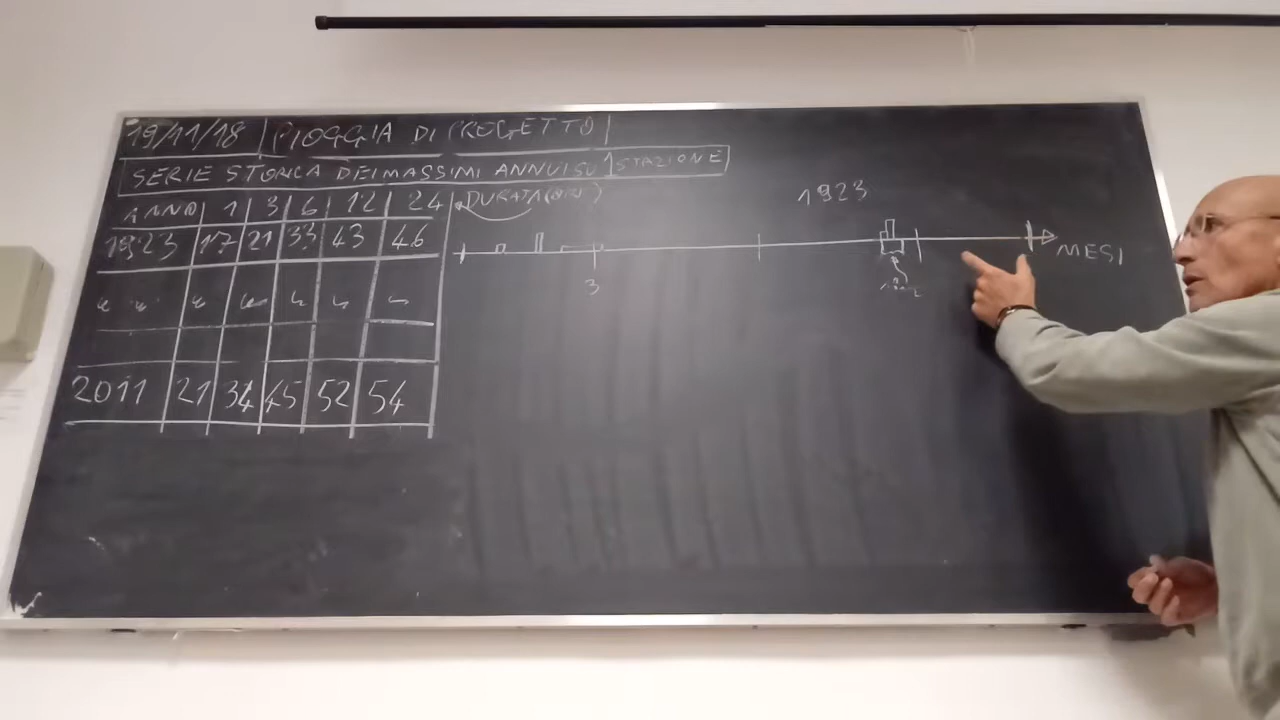 19/11/18 PIOGGIA DI PROGETTO
SERIE STORICA DEI MASSIMI ANNUI SU 1 STAZIONE
ANNO 1 3 6 12 24 DURATA (ORE)
1923
1923 17 21 33 43 46
MESI
3
2011 21 34 45 52 54